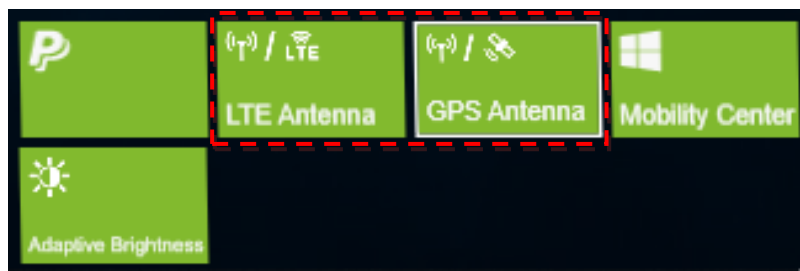 LTE
LTE Antenna
GPS Antenna
Mobility Center
Adaptive Brightness